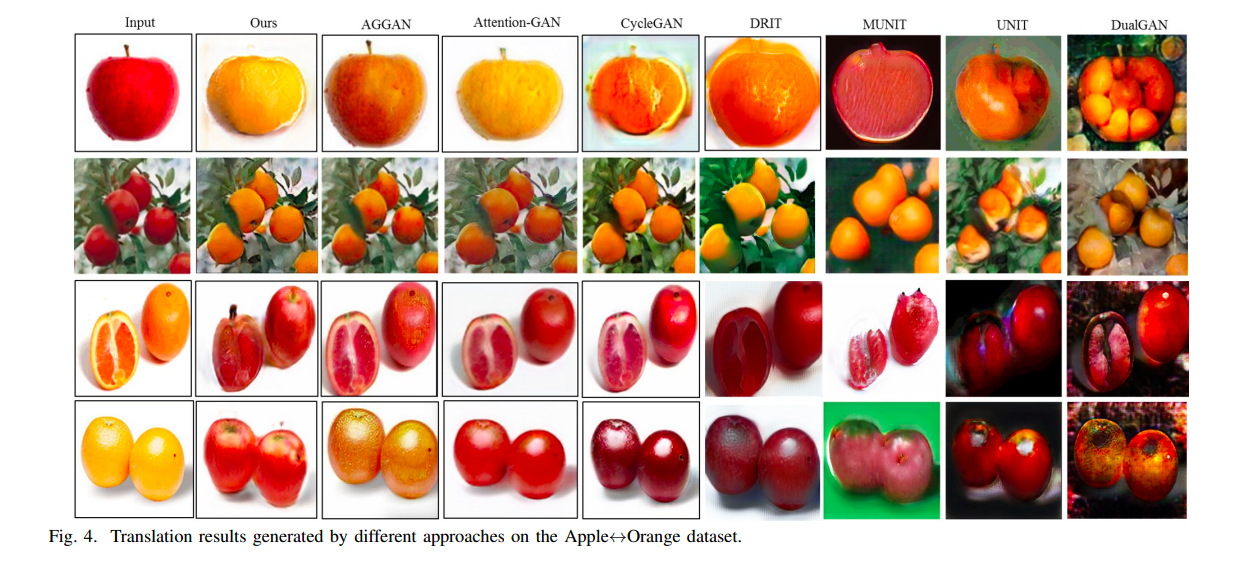 Input Ours AGGAN Attention-GAN CycleGAN DRIT MUNIT UNIT DualGAN
Fig. 4. Translation results generated by different approaches on the Apple↔Orange dataset.